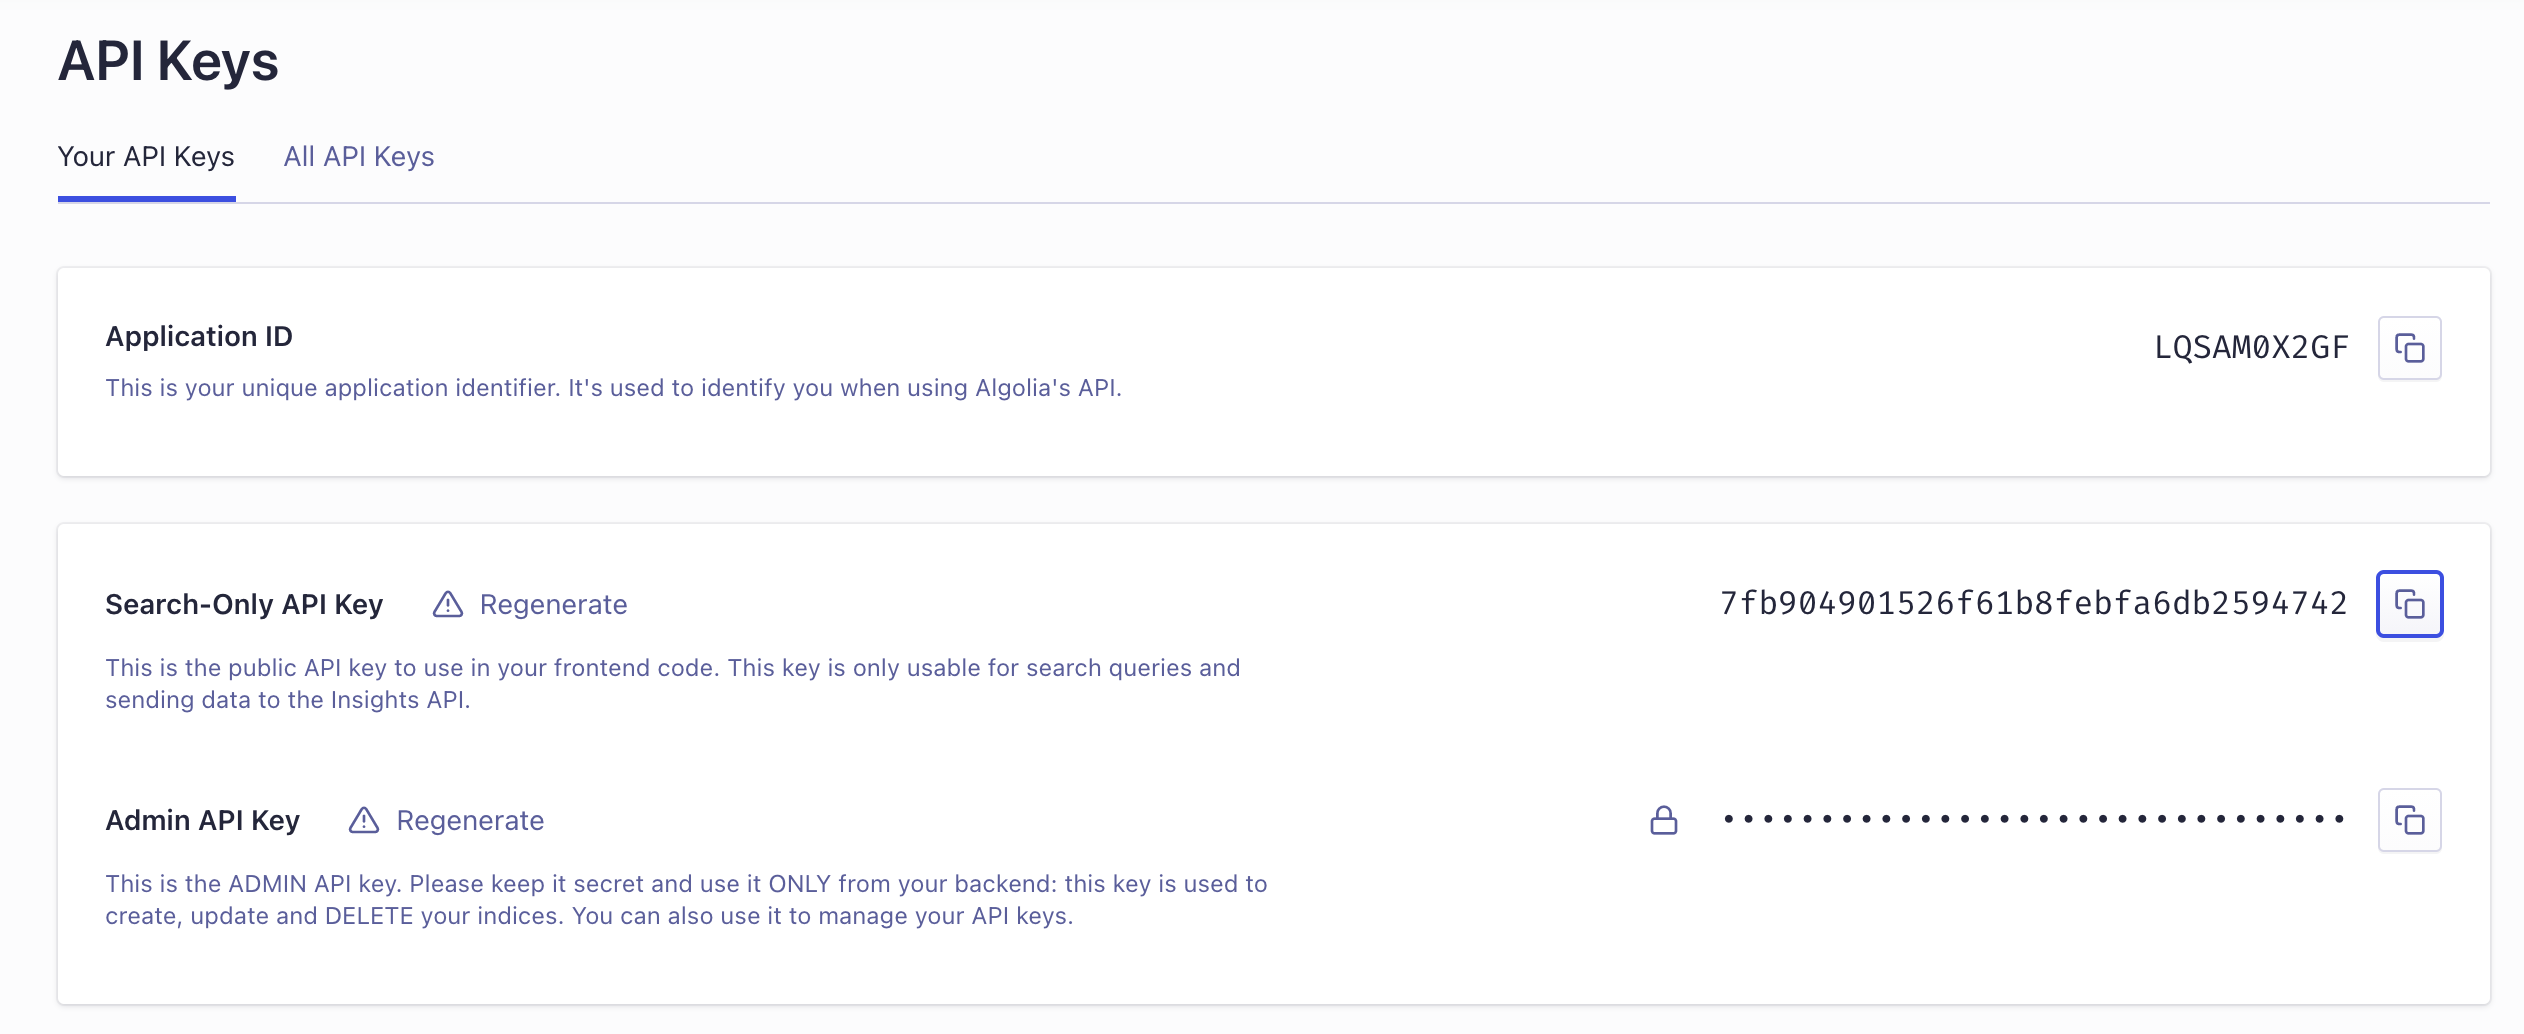 API Keys
Your API Keys
All API Keys
Application ID
LQSAM0X2GF
This is your unique application identifier. It's used to identify you when using Algolia's API.
Search-Only API Key
Regenerate
7fb904901526f61b8febfa6db2594742
This is the public API key to use in your frontend code. This key is only usable for search queries and
sending data to the Insights API.
Admin API Key
Regenerate
••••••••••••••••••••••••••••••••
This is the ADMIN API key. Please keep it secret and use it ONLY from your backend: this key is used to
create, update and DELETE your indices. You can also use it to manage your API keys.